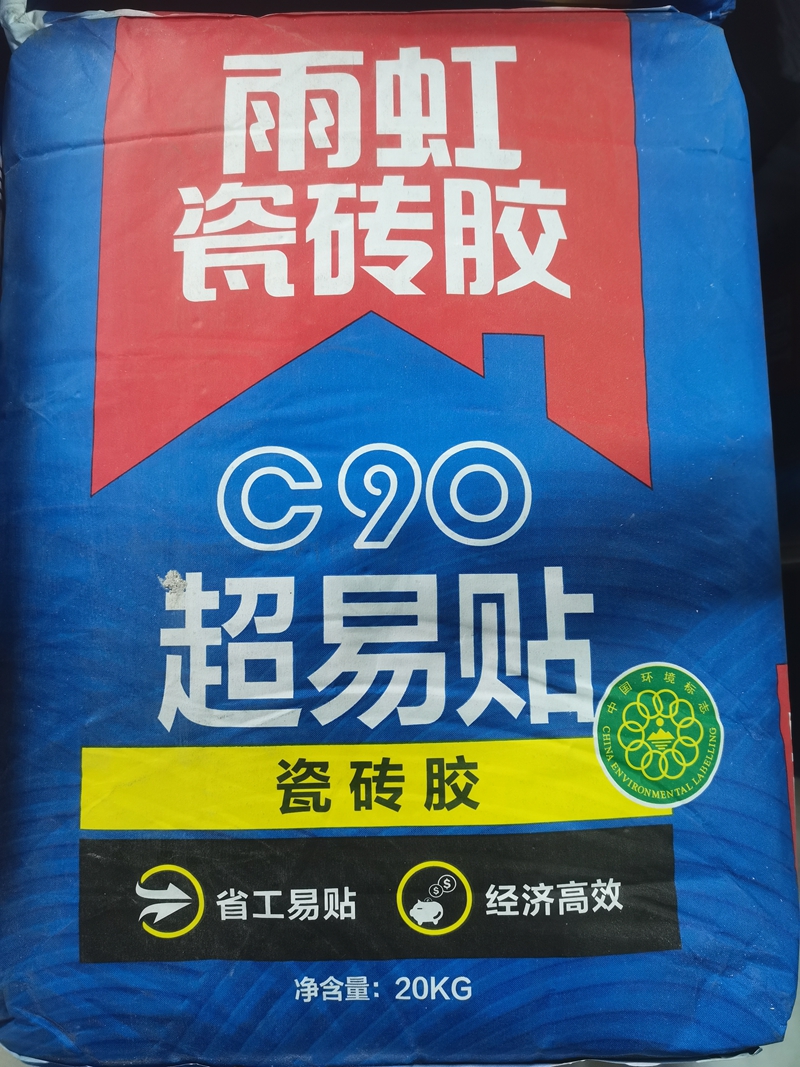 雨虹
瓷砖胶
C90
超易贴
中国环境标志
CHINA ENVIRONMENTAL LABELLING
瓷砖胶
省工易贴
经济高效
净含量：20KG